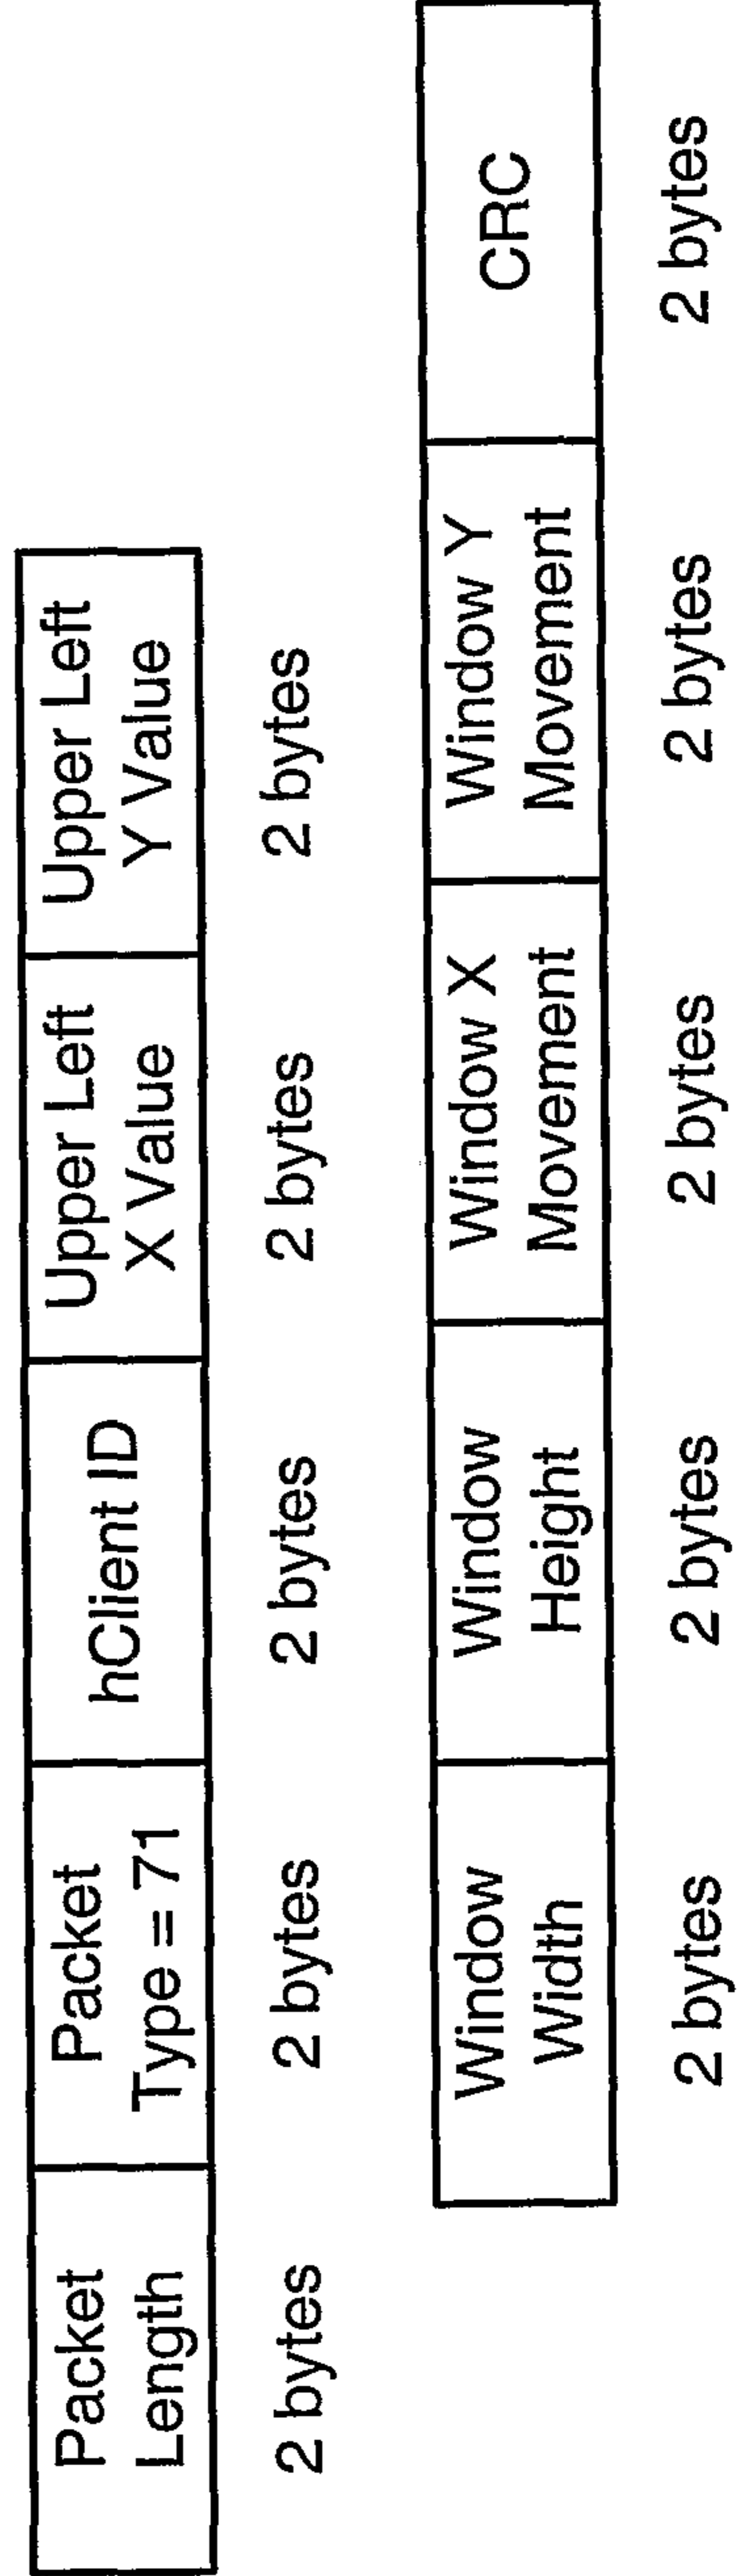 Packet
Length
Packet
Type = 71
hClient ID
Upper Left
X Value
Upper Left
Y Value
2 bytes
2 bytes
2 bytes
2 bytes
2 bytes
Window
Width
Window
Height
Window X
Movement
Window Y
Movement
CRC
2 bytes
2 bytes
2 bytes
2 bytes
2 bytes